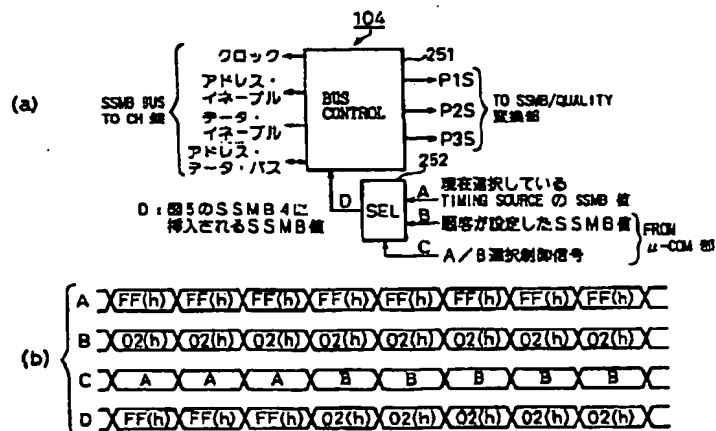 104
クロック
251
アドレス・
イネーブル
P1S
(a)
SSMB BUS
TO CH 盤
データ・
イネーブル
BUS
CONTROL
P2S
TO SSMB/QUALITY
変換部
アドレス・
データ・バス
P3S
252
D
SEL
A
現在選択している
TIMING SOURCE の SSMB 値
D：図5のSSMB4に
挿入されるSSMB値
B
顧客が設定したSSMB値
C
A/B選択制御信号
FROM
μ-COM 部
(b)
A FF(h) FF(h) FF(h) FF(h) FF(h) FF(h) FF(h) FF(h)
B 02(h) 02(h) 02(h) 02(h) 02(h) 02(h) 02(h) 02(h)
C A A A B B B B B
D FF(h) FF(h) FF(h) 02(h) 02(h) 02(h) 02(h) 02(h)